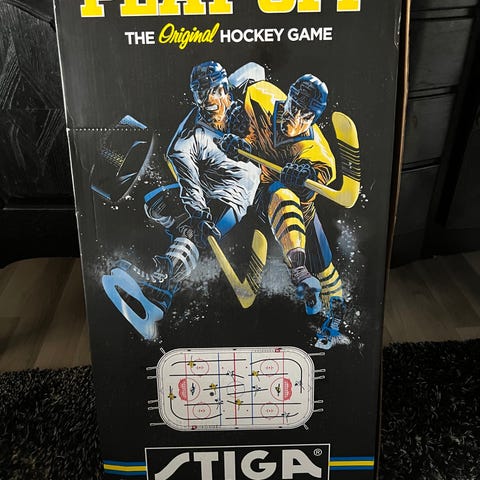 PLAY OFF
THE Original HOCKEY GAME
STIGA®